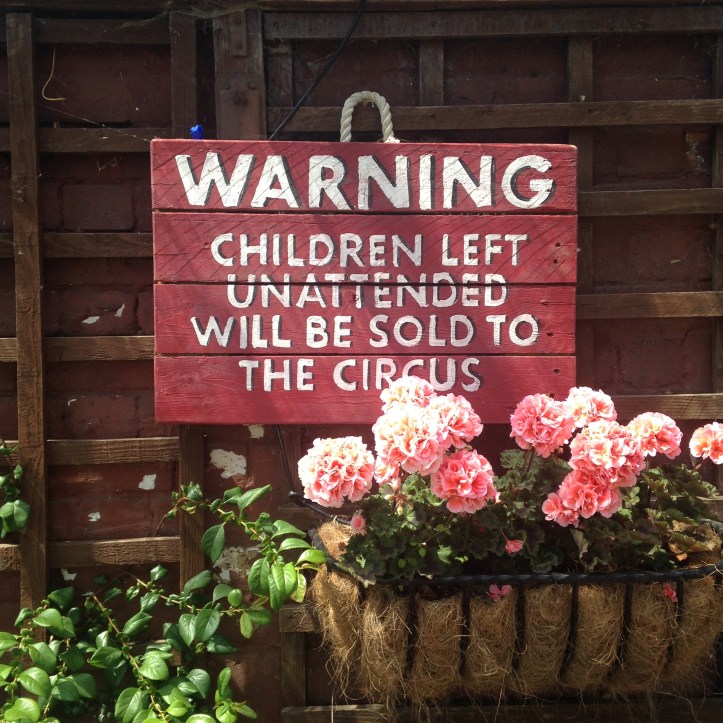 WARNING
CHILDREN LEFT
UNATTENDED
WILL BE SOLD TO
THE CIRCUS